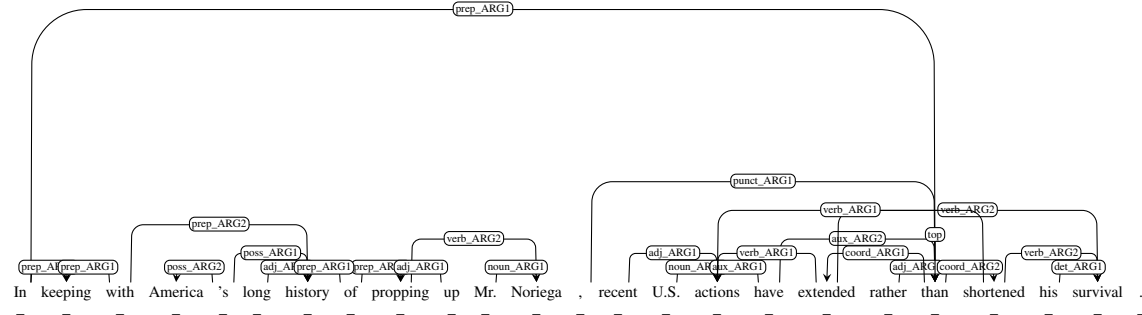 prep_ARG1
punct_ARG1
verb_ARG1 verb_ARG2
prep_ARG2
top
verb_ARG2 aux_ARG2
poss_ARG1 adj_ARG1 verb_ARG1 coord_ARG1 verb_ARG2
prep_ARG1 poss_ARG2 prep_ARG1 adj_ARG1 noun_ARG1 aux_ARG1 coord_ARG2 det_ARG1
In keeping with America 's long history of propping up Mr. Noriega , recent U.S. actions have extended rather than shortened his survival .